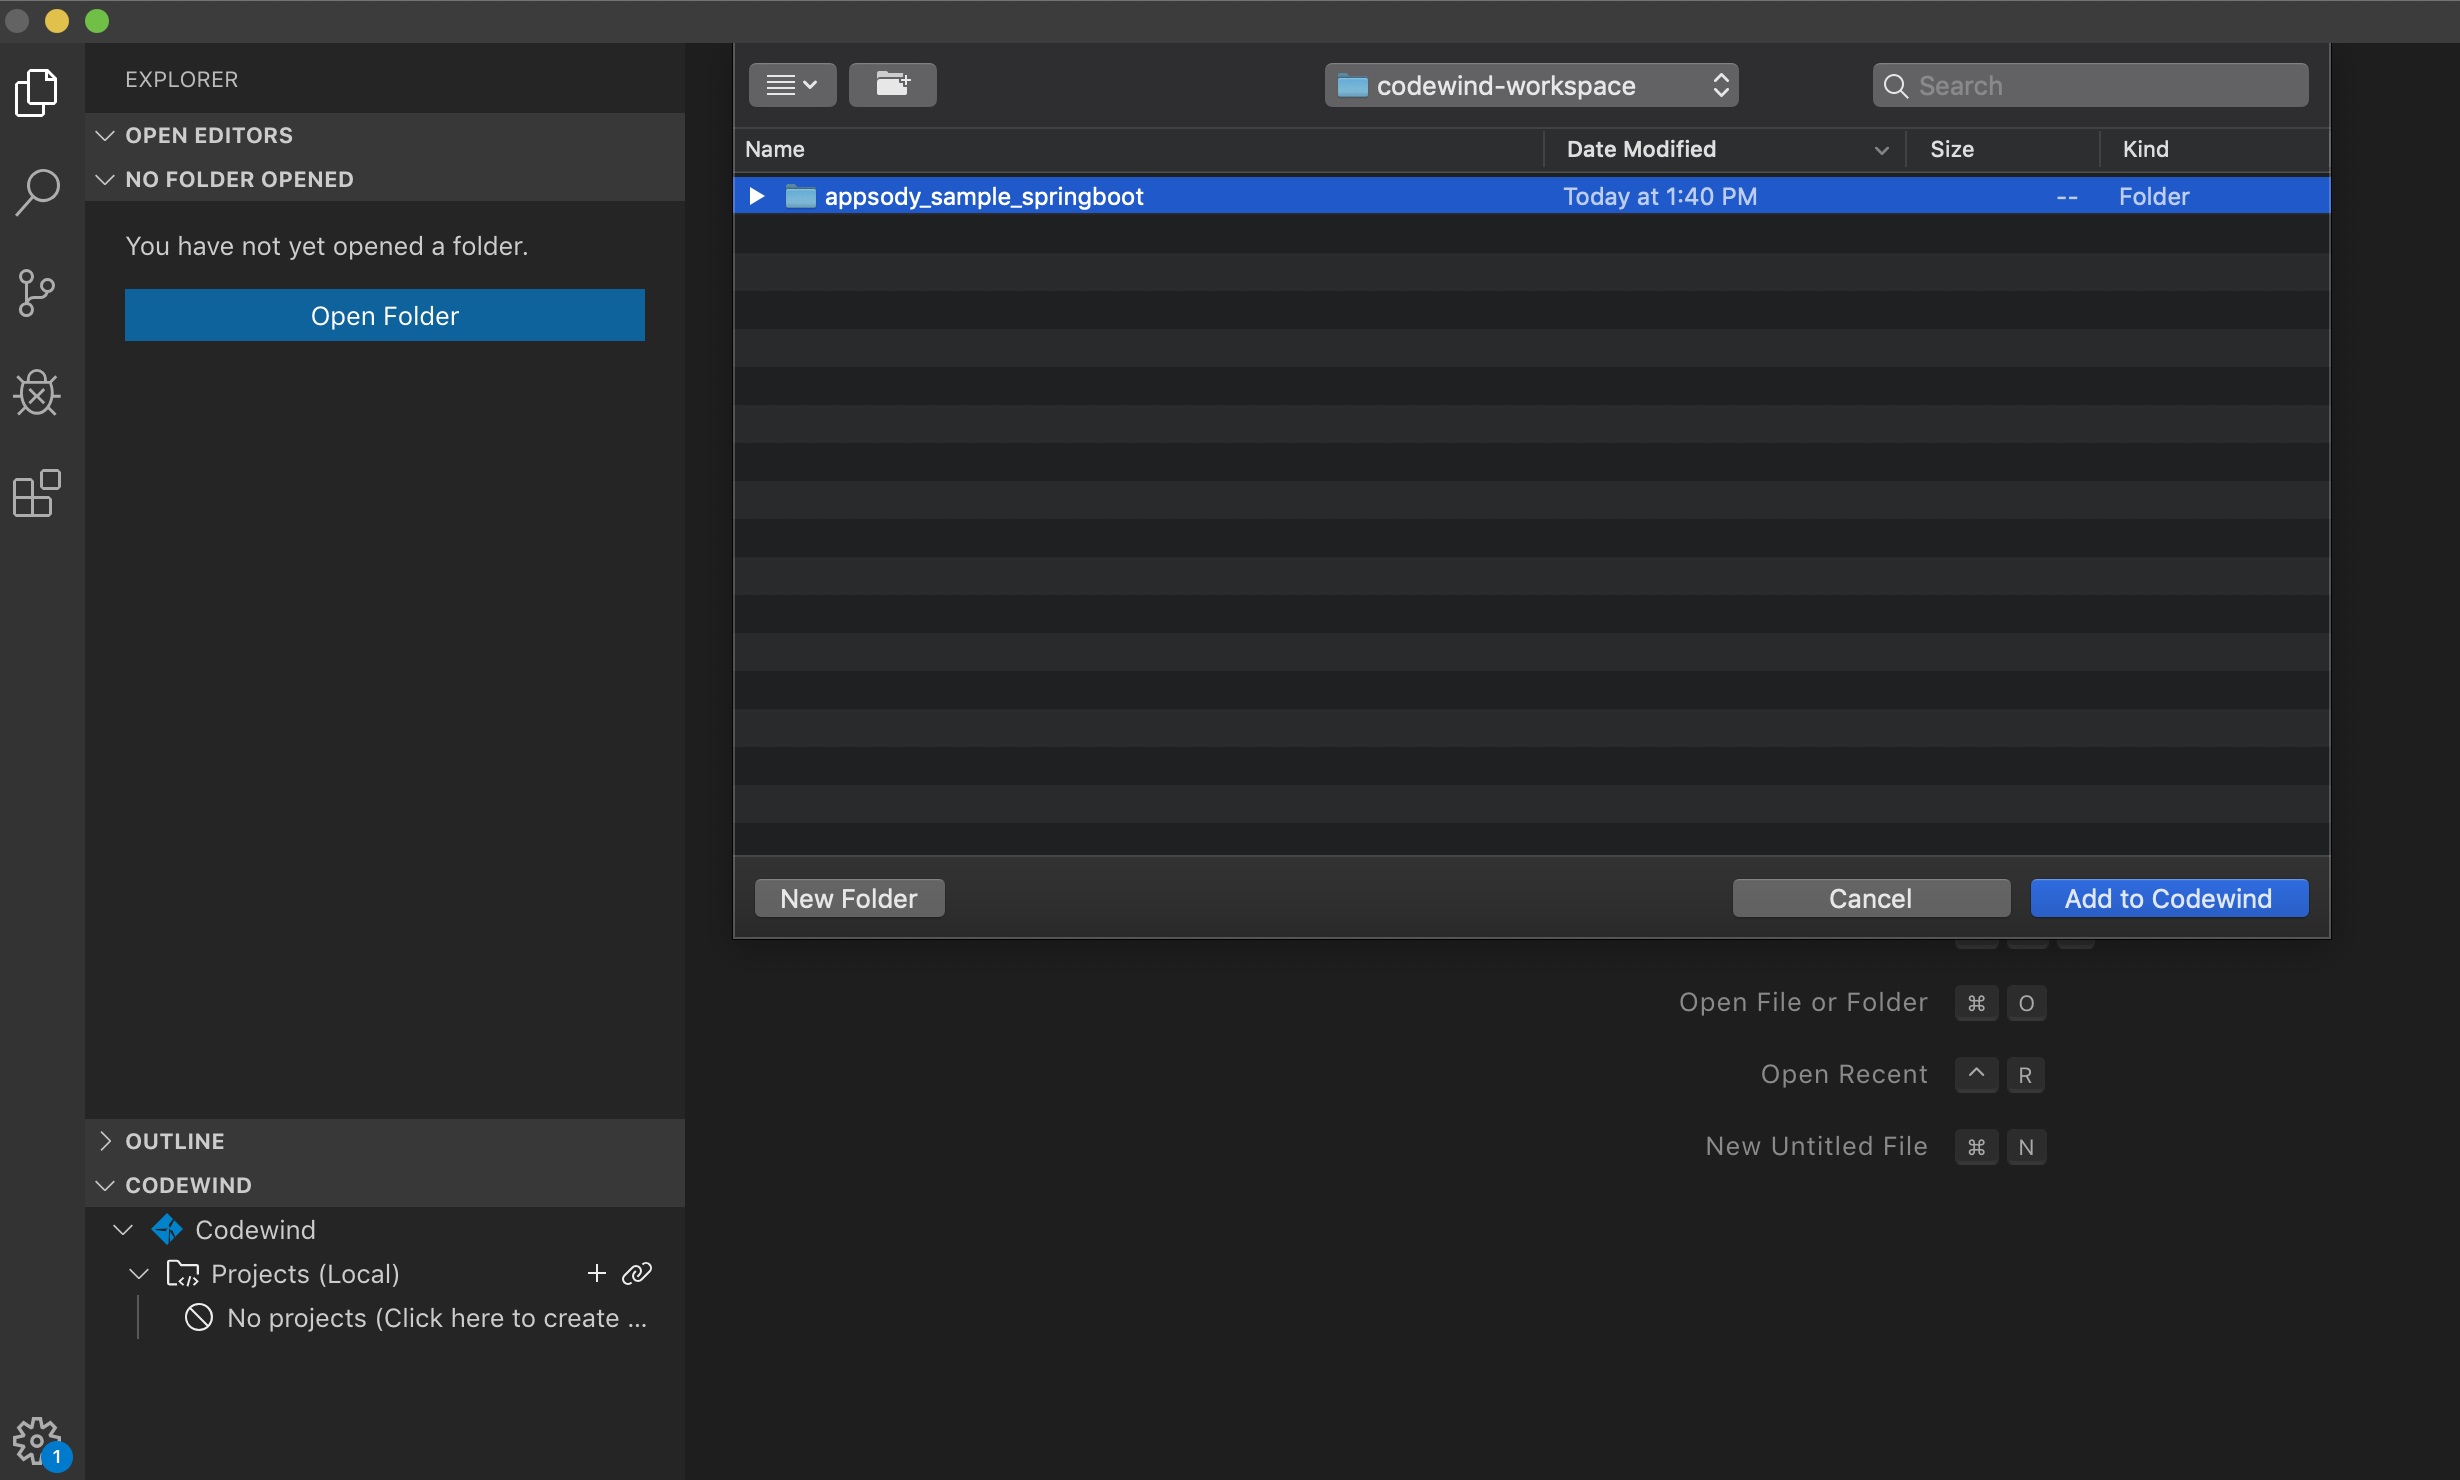 EXPLORER
OPEN EDITORS
NO FOLDER OPENED
You have not yet opened a folder.
Open Folder
OUTLINE
CODEWIND
Codewind
Projects (Local)
No projects (Click here to create ...
1
codewind-workspace
Search
Name Date Modified Size Kind
appsody_sample_springboot Today at 1:40 PM -- Folder
New Folder Cancel Add to Codewind
Open File or Folder ⌘ O
Open Recent ^ R
New Untitled File ⌘ N